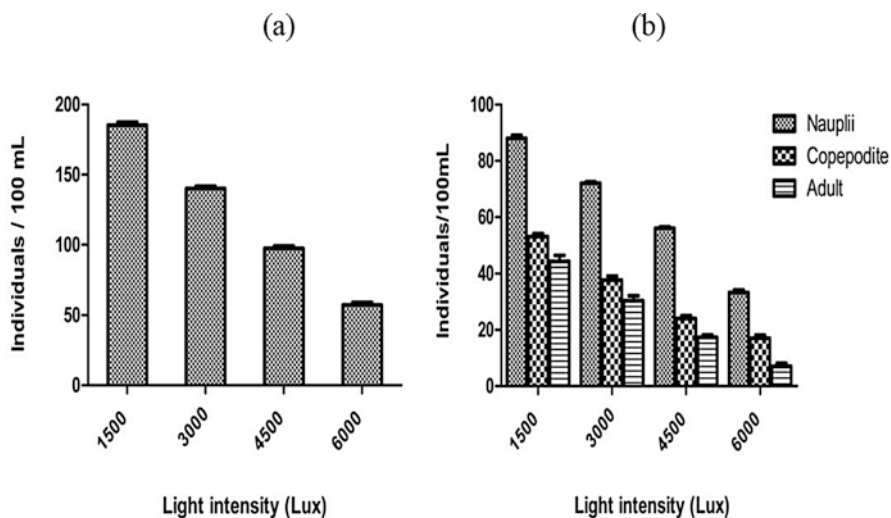 (a)
Individuals / 100 mL
200
150
100
50
0
1500
3000
4500
6000
Light intensity (Lux)
(b)
Individuals/100mL
100
80
60
40
20
0
1500
3000
4500
6000
Light intensity (Lux)
Nauplii
Copepodite
Adult